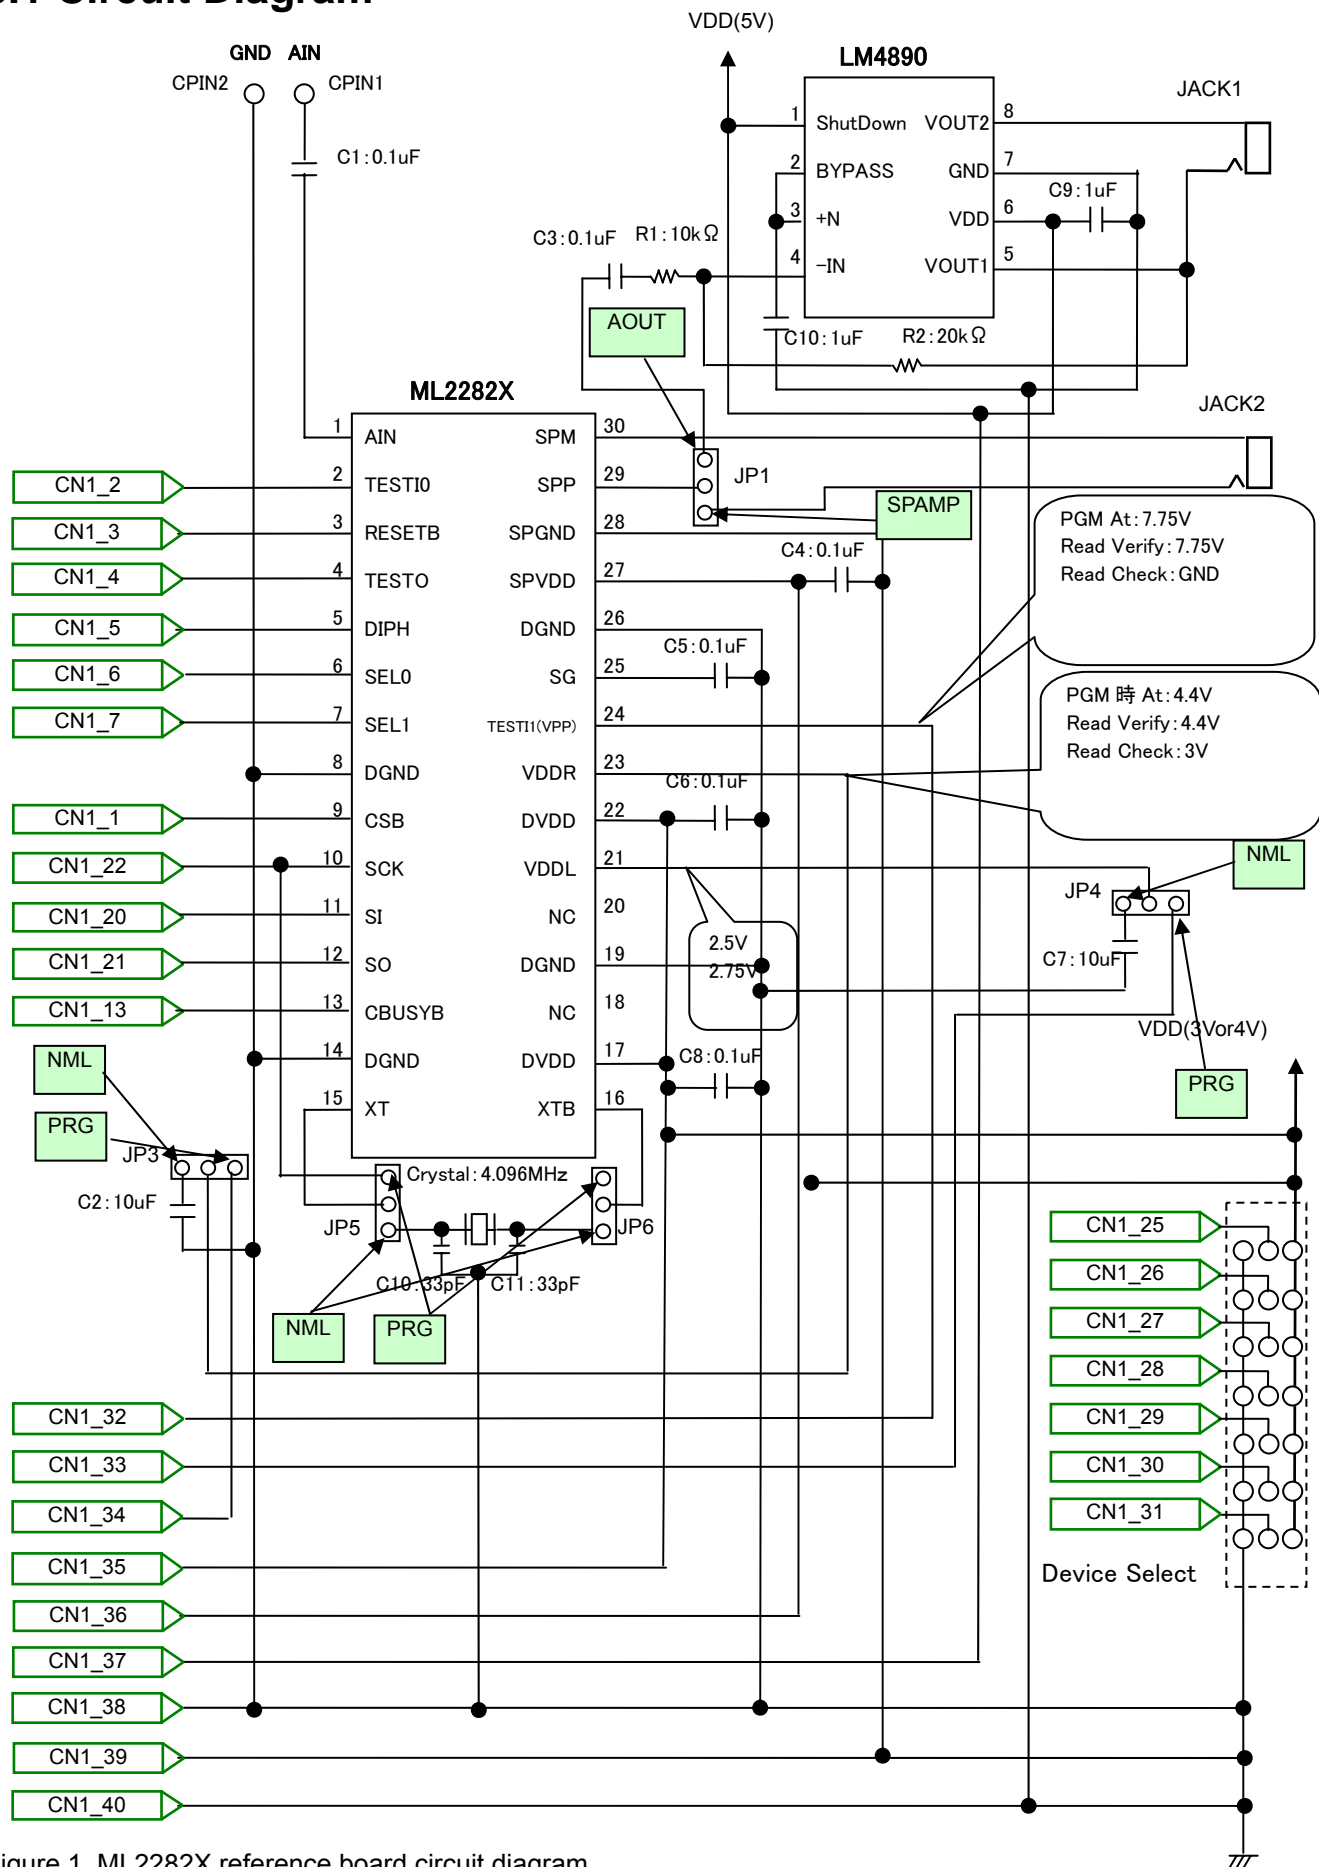 Circuit Diagram
VDD(5V)
GND AIN
LM4890
CPIN2
CPIN1
JACK1
1 ShutDown VOUT2 8
C1:0.1uF
2 BYPASS GND 7
C9:1uF
3 +N VDD 6
C3:0.1uF R1:10kΩ
4 -IN VOUT1 5
AOUT
C10:1uF R2:20kΩ
ML2282X
JACK2
1 AIN SPM 30
JP1
CN1_2 2 TESTI0 SPP 29
SPAMP
PGM At:7.75V
Read Verify:7.75V
Read Check:GND
CN1_3 3 RESETB SPGND 28
C4:0.1uF
CN1_4 4 TESTO SPVDD 27
CN1_5 5 DIPH DGND 26
C5:0.1uF
CN1_6 6 SEL0 SG 25
PGM 時 At:4.4V
Read Verify:4.4V
Read Check:3V
CN1_7 7 SEL1 TESTI1(VPP) 24
8 DGND VDDR 23
C6:0.1uF
CN1_1 9 CSB DVDD 22
NML
CN1_22 10 SCK VDDL 21
JP4
CN1_20 11 SI NC 20
2.5V
2.75V
C7:10uF
CN1_21 12 SO DGND 19
CN1_13 13 CBUSYB NC 18
VDD(3Vor4V)
NML
14 DGND DVDD 17
C8:0.1uF
PRG
15 XT XTB 16
PRG
JP3
Crystal:4.096MHz
C2:10uF
JP5
JP6
CN1_25
C10:33pF C11:33pF
CN1_26
NML
PRG
CN1_27
CN1_28
CN1_32
CN1_29
CN1_33
CN1_30
CN1_34
CN1_31
CN1_35
Device Select
CN1_36
CN1_37
CN1_38
CN1_39
CN1_40
igure 1 ML2282X reference board circuit diagram